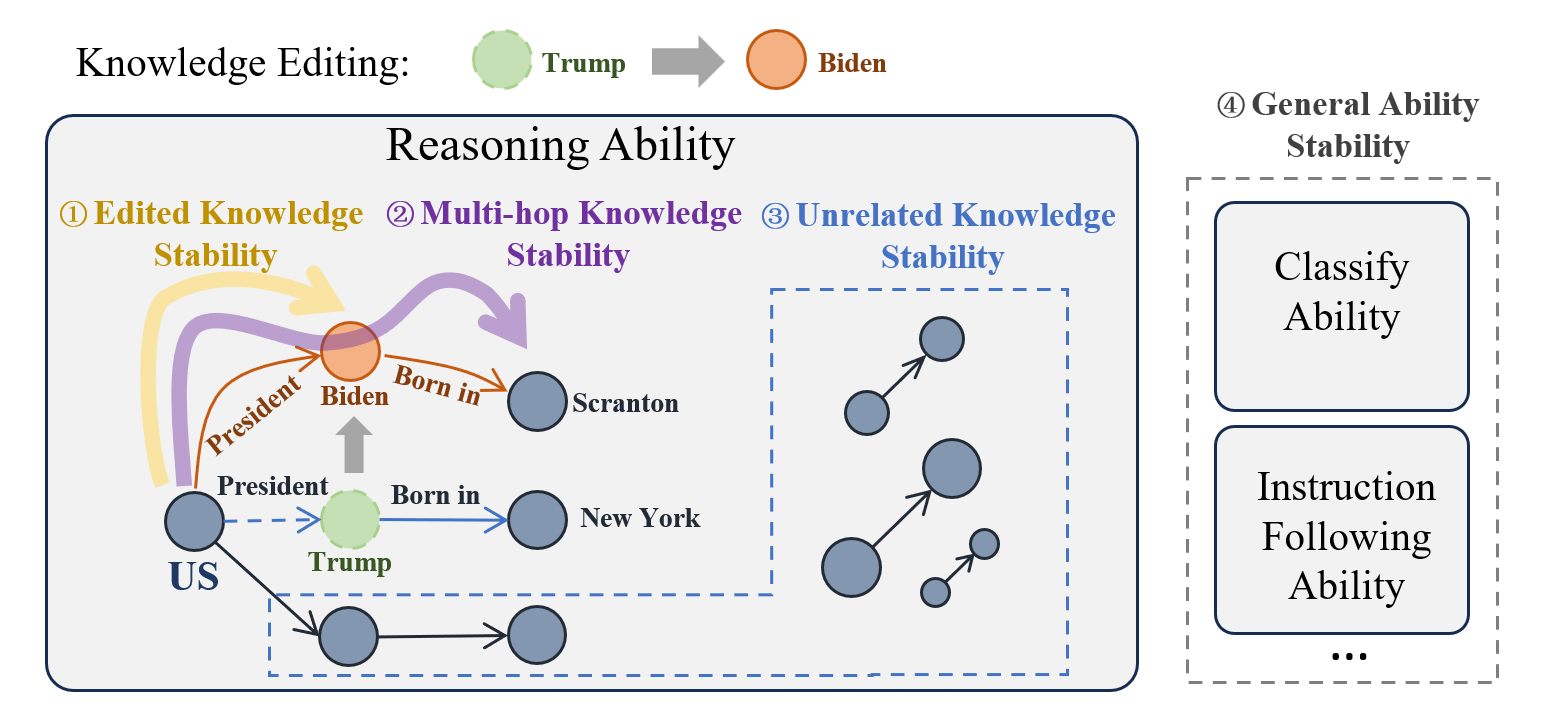 Knowledge Editing:
Trump
Biden
Reasoning Ability
① Edited Knowledge
Stability
② Multi-hop Knowledge
Stability
③ Unrelated Knowledge
Stability
President
Biden
Born in
Scranton
President
Trump
Born in
New York
US
④ General Ability
Stability
Classify
Ability
Instruction
Following
Ability
...